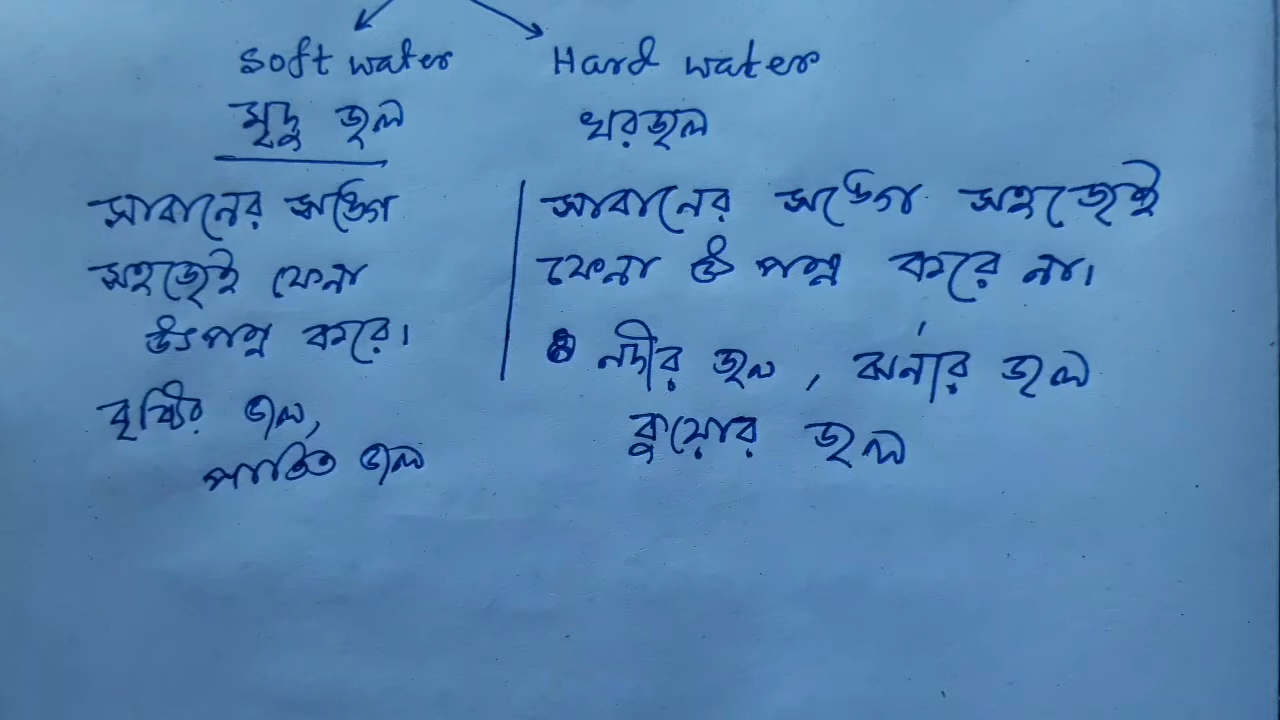 soft water
মৃদু জল
সাবানের সঙ্গে
সহজেই ফেনা
উৎপন্ন করে।
বৃষ্টির জল,
পাতিত জল
Hard water
খরজল
সাবানের সঙ্গে সহজেই
ফেনা উৎপন্ন করে না।
নদীর জল, ঝর্নার জল
কুয়োর জল